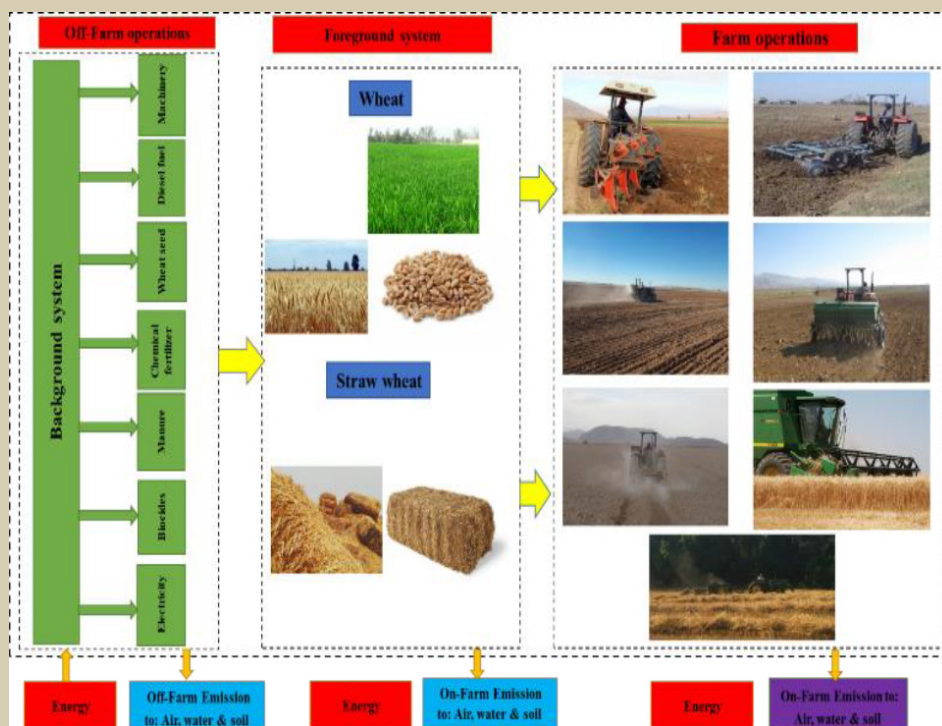 Off-Farm operations
Foreground system
Farm operations
Background system
Machinery
Diesel fuel
Wheat seed
Chemical
fertilizer
Manure
Biocides
Electricity
Wheat
Straw wheat
Energy
Off-Farm Emission
to: Air, water & soil
Energy
On-Farm Emission
to: Air, water & soil
Energy
On-Farm Emission to:
Air, water & soil